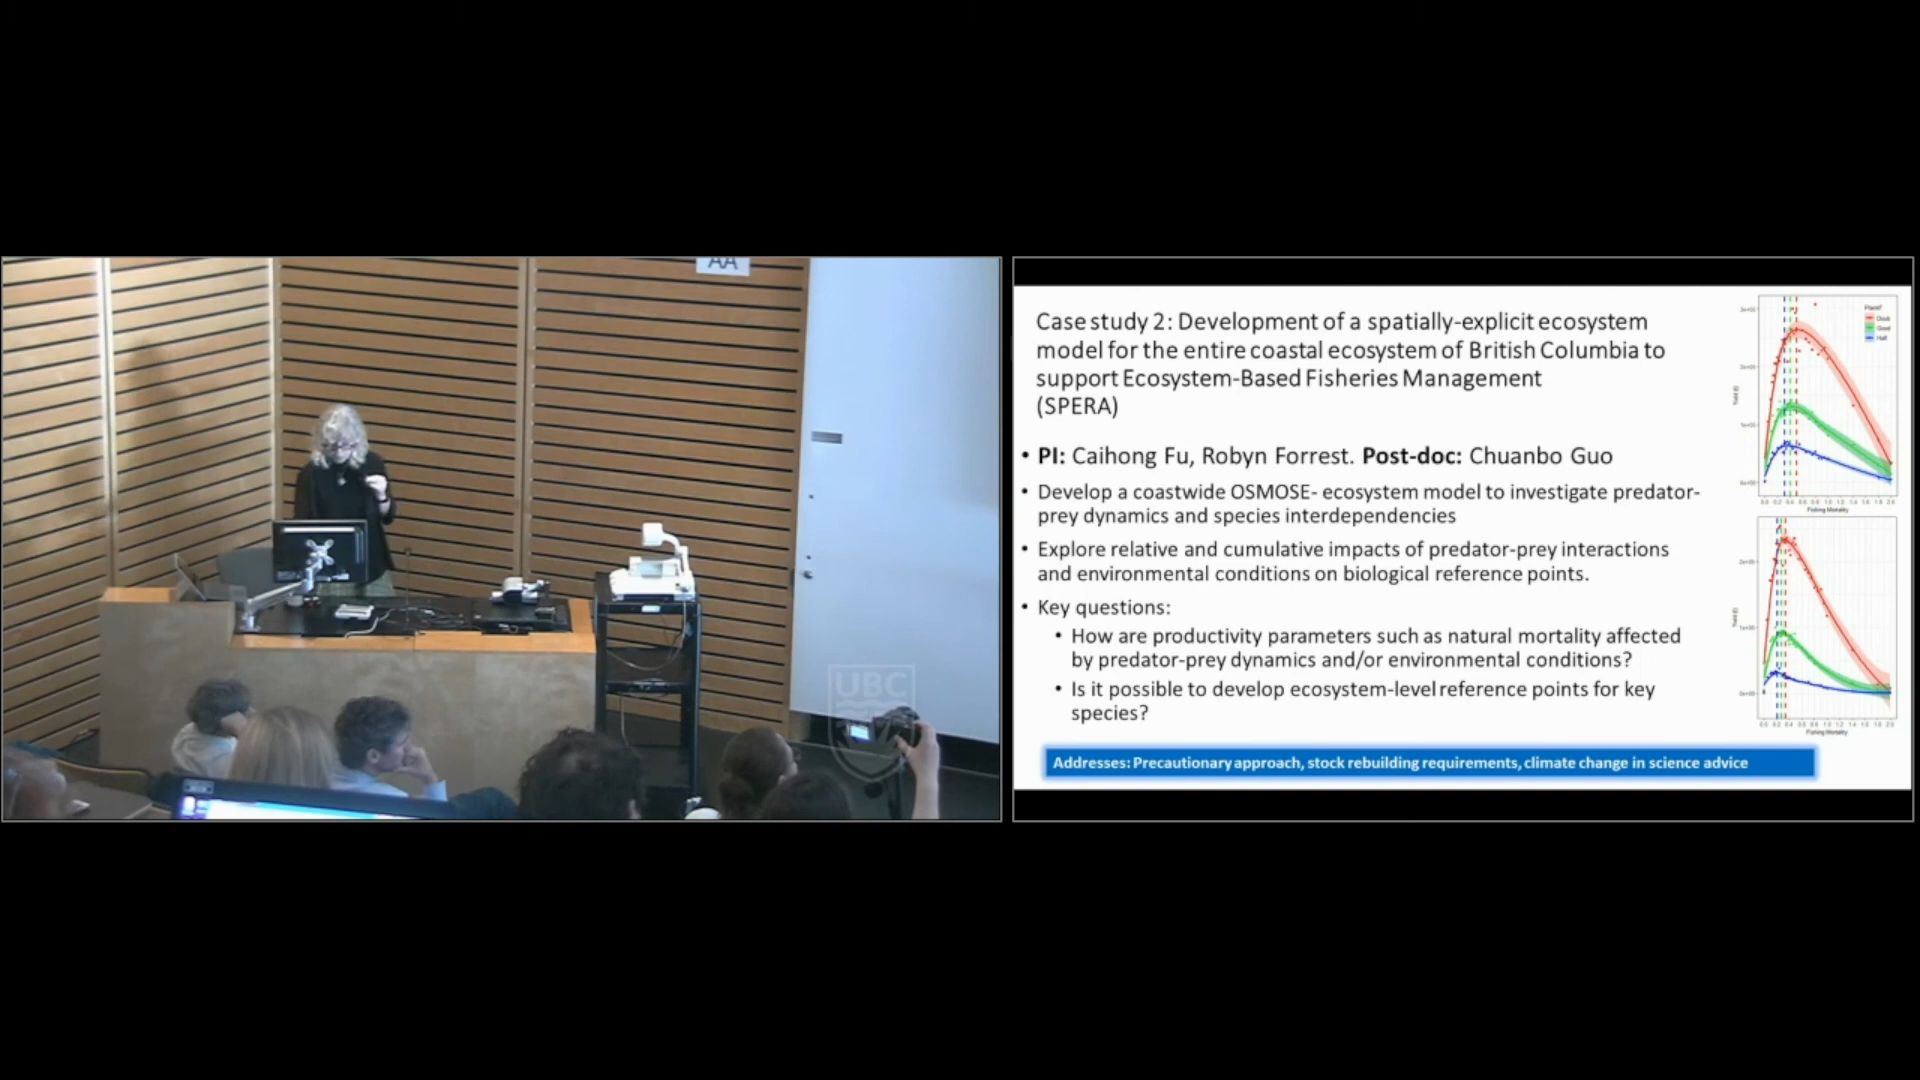 AA
UBC
Case study 2: Development of a spatially-explicit ecosystem
model for the entire coastal ecosystem of British Columbia to
support Ecosystem-Based Fisheries Management
(SPERA)
• PI: Caihong Fu, Robyn Forrest. Post-doc: Chuanbo Guo
• Develop a coastwide OSMOSE- ecosystem model to investigate predator-
prey dynamics and species interdependencies
• Explore relative and cumulative impacts of predator-prey interactions
and environmental conditions on biological reference points.
• Key questions:
• How are productivity parameters such as natural mortality affected
by predator-prey dynamics and/or environmental conditions?
• Is it possible to develop ecosystem-level reference points for key
species?
Addresses: Precautionary approach, stock rebuilding requirements, climate change in science advice
Fishing Mortality
Fishing Mortality